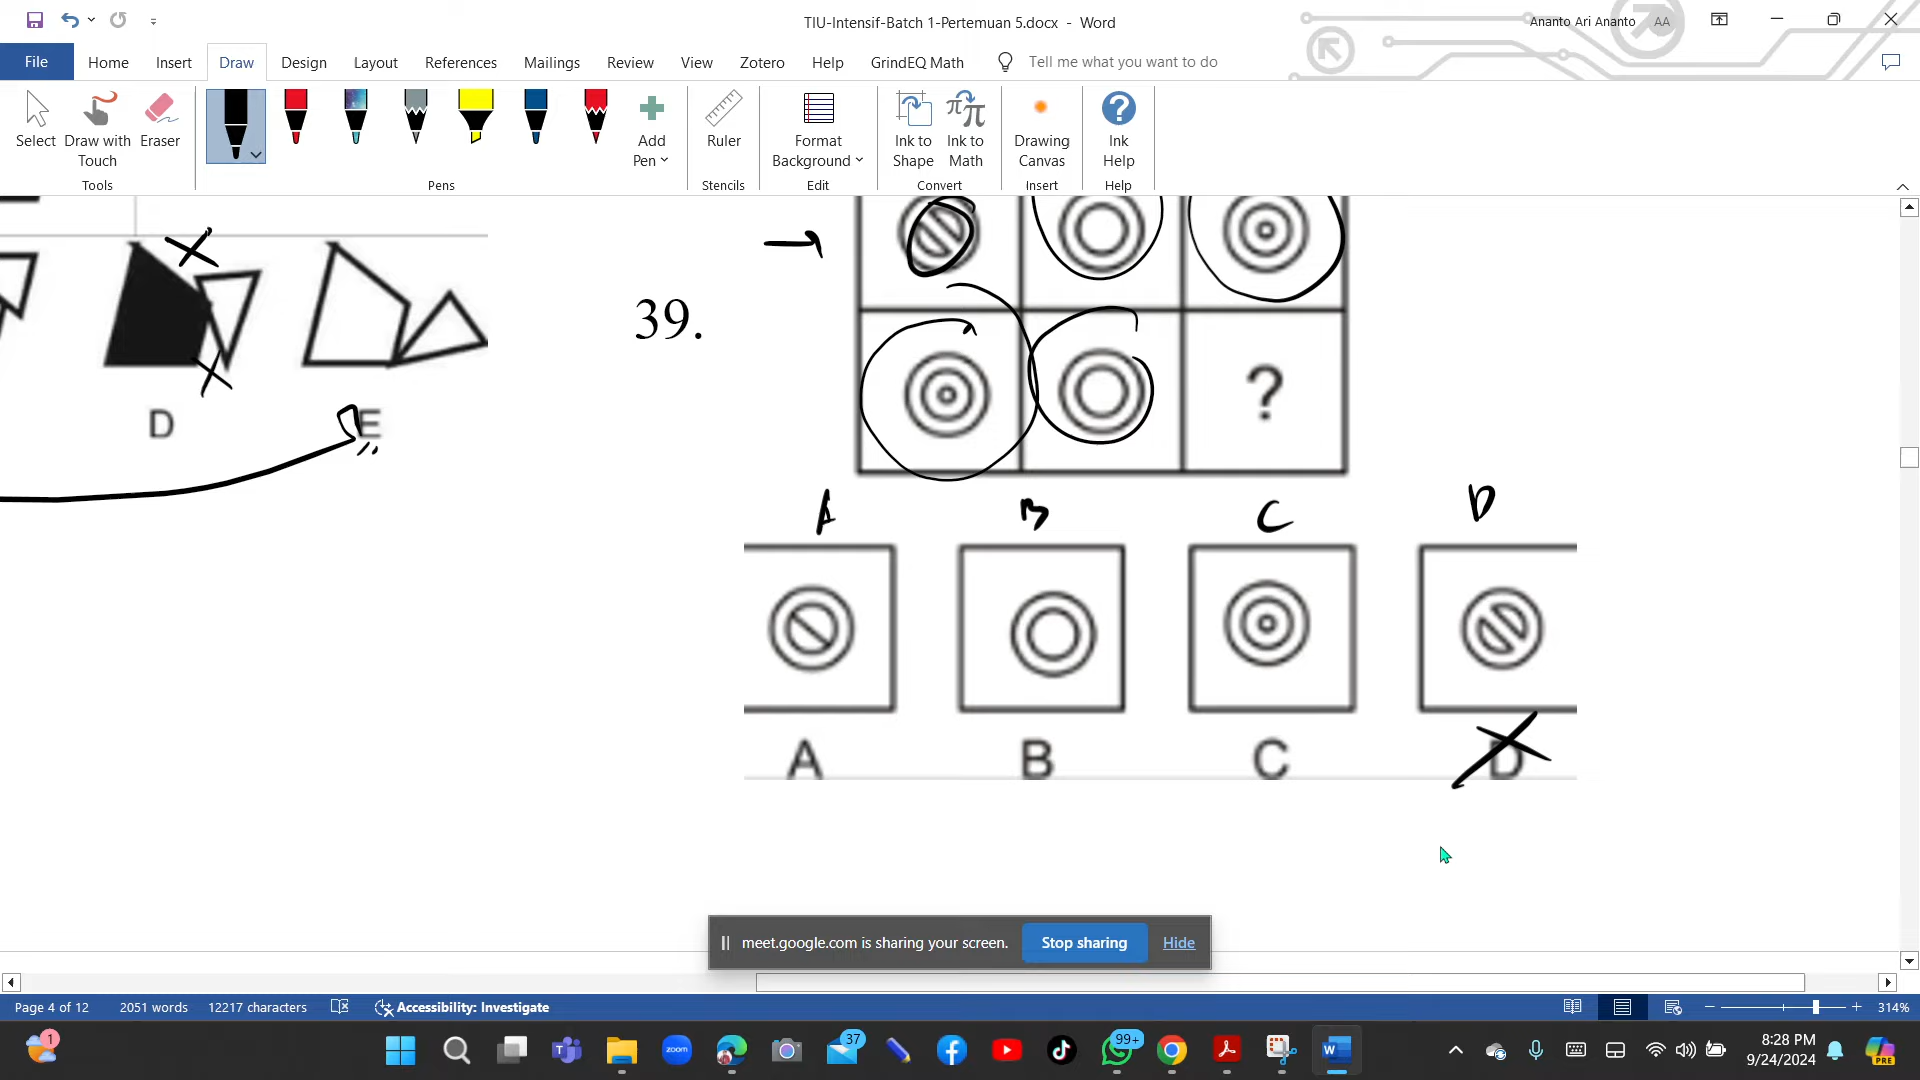 TIU-Intensif-Batch 1-Pertemuan 5.docx - Word
Ananto Ari Ananto AA
File Home Insert Draw Design Layout References Mailings Review View Zotero Help GrindEQ Math Tell me what you want to do
Select
Draw with Touch
Eraser
Add Pen
Ruler
Format Background
Ink to Shape
Ink to Math
Drawing Canvas
Ink Help
Tools Pens Stencils Edit Convert Insert Help
39.
?
D E
A B C D
A B C D
meet.google.com is sharing your screen. Stop sharing Hide
Page 4 of 12 2051 words 12217 characters Accessibility: Investigate 314%
1
zoom
37
99+
W
PRE
8:28 PM
9/24/2024